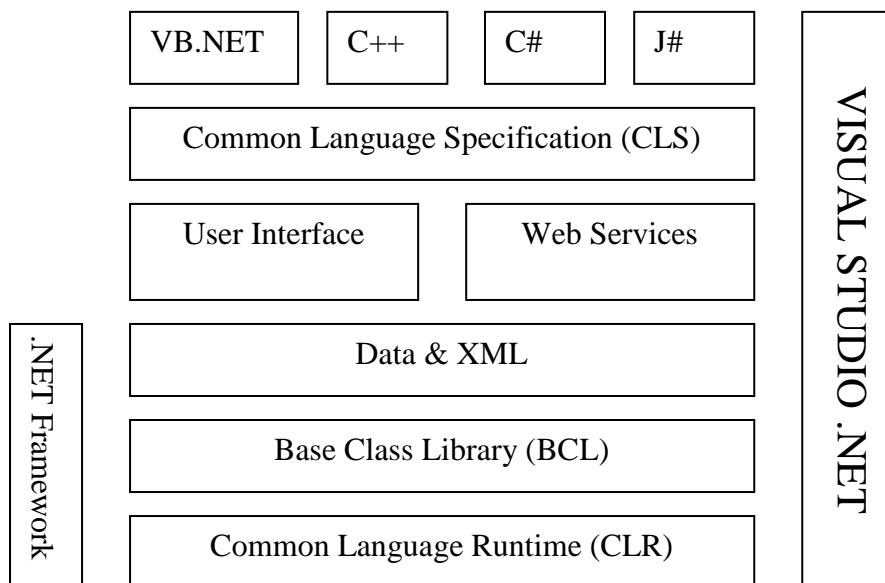 VB.NET
C++
C#
J#
Common Language Specification (CLS)
User Interface
Web Services
Data & XML
Base Class Library (BCL)
Common Language Runtime (CLR)
.NET Framework
VISUAL STUDIO .NET